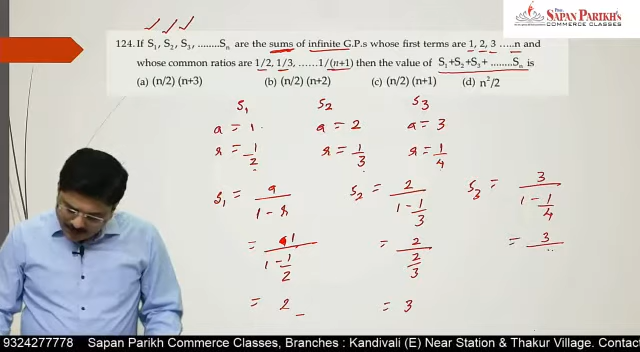 Prof.
SAPAN PARIKH'S
COMMERCE CLASSES
124. If S₁, S₂, S₃, ........Sₙ are the sums of infinite G.P.s whose first terms are 1, 2, 3 .....n and
whose common ratios are 1/2, 1/3, ……1/(n+1) then the value of S₁+S₂+S₃+ ........Sₙ is
(a) (n/2) (n+3) (b) (n/2) (n+2) (c) (n/2) (n+1) (d) n²/2
S₁ S₂ S₃
a = 1 a = 2 a = 3
r = 1/2 r = 1/3 r = 1/4
S₁ = a/(1-r) S₂ = 2/(1-1/3) S₃ = 3/(1-1/4)
= 1/(1-1/2) = 2/(2/3) = 3/
= 2 = 3
9324277778 Sapan Parikh Commerce Classes, Branches : Kandivali (E) Near Station & Thakur Village. Contac